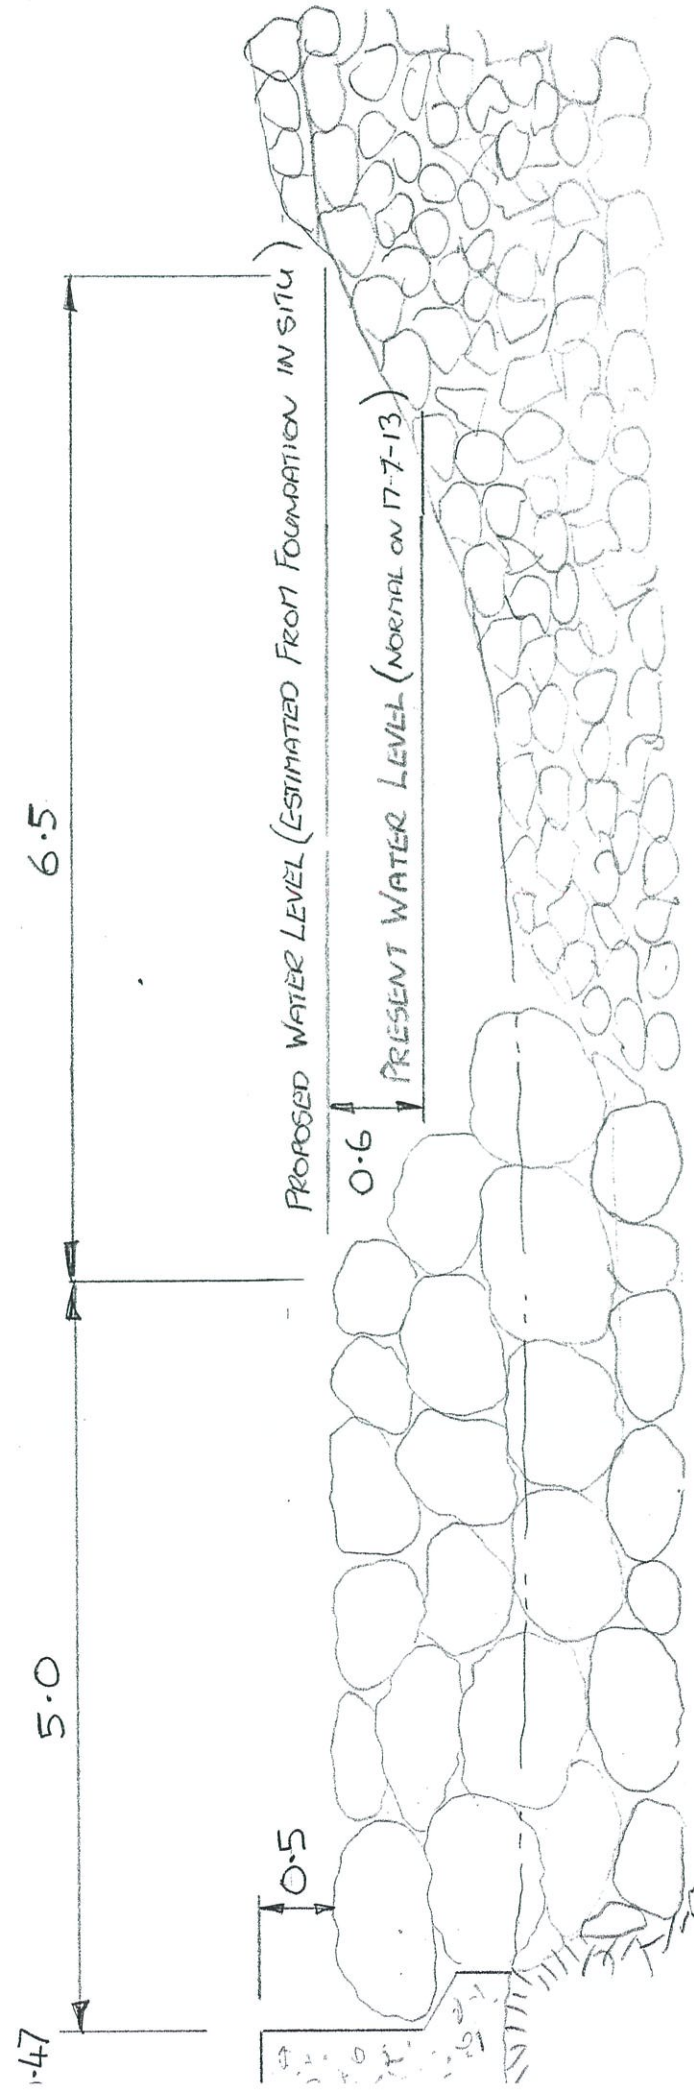 ·47
5.0
6.5
0.5
PROPOSED WATER LEVEL (ESTIMATED FROM FOUNDATION IN SITU)
0.6
PRESENT WATER LEVEL (NORMAL ON 17-7-13)